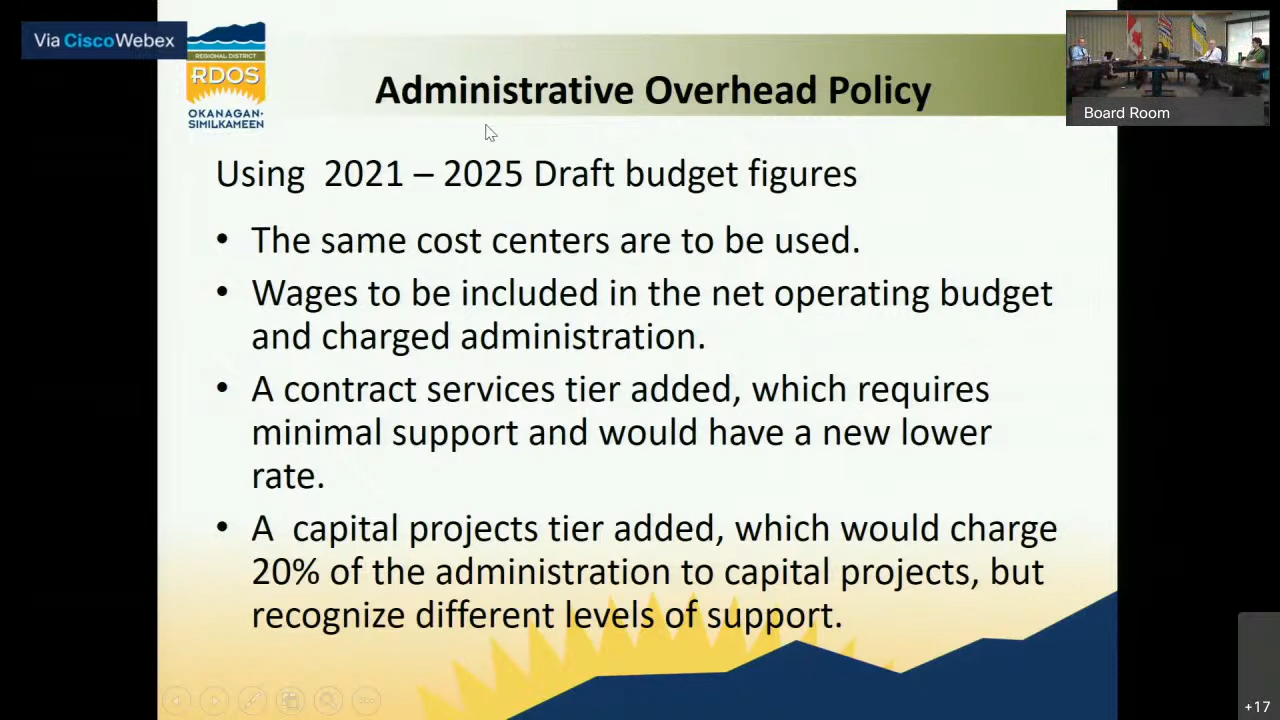 Via CiscoWebex
REGIONAL DISTRICT
RDOS
OKANAGAN-
SIMILKAMEEN
Administrative Overhead Policy
Board Room
Using 2021 – 2025 Draft budget figures
• The same cost centers are to be used.
• Wages to be included in the net operating budget
and charged administration.
• A contract services tier added, which requires
minimal support and would have a new lower
rate.
• A capital projects tier added, which would charge
20% of the administration to capital projects, but
recognize different levels of support.
+17